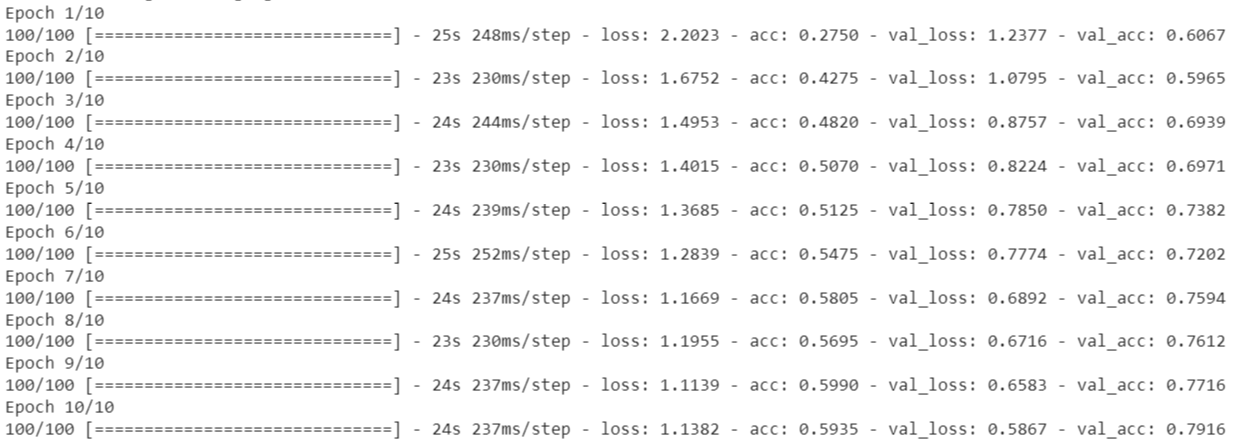 Epoch 1/10
100/100 [==============================] - 25s 248ms/step - loss: 2.2023 - acc: 0.2750 - val_loss: 1.2377 - val_acc: 0.6067
Epoch 2/10
100/100 [==============================] - 23s 230ms/step - loss: 1.6752 - acc: 0.4275 - val_loss: 1.0795 - val_acc: 0.5965
Epoch 3/10
100/100 [==============================] - 24s 244ms/step - loss: 1.4953 - acc: 0.4820 - val_loss: 0.8757 - val_acc: 0.6939
Epoch 4/10
100/100 [==============================] - 23s 230ms/step - loss: 1.4015 - acc: 0.5070 - val_loss: 0.8224 - val_acc: 0.6971
Epoch 5/10
100/100 [==============================] - 24s 239ms/step - loss: 1.3685 - acc: 0.5125 - val_loss: 0.7850 - val_acc: 0.7382
Epoch 6/10
100/100 [==============================] - 25s 252ms/step - loss: 1.2839 - acc: 0.5475 - val_loss: 0.7774 - val_acc: 0.7202
Epoch 7/10
100/100 [==============================] - 24s 237ms/step - loss: 1.1669 - acc: 0.5805 - val_loss: 0.6892 - val_acc: 0.7594
Epoch 8/10
100/100 [==============================] - 23s 230ms/step - loss: 1.1955 - acc: 0.5695 - val_loss: 0.6716 - val_acc: 0.7612
Epoch 9/10
100/100 [==============================] - 24s 237ms/step - loss: 1.1139 - acc: 0.5990 - val_loss: 0.6583 - val_acc: 0.7716
Epoch 10/10
100/100 [==============================] - 24s 237ms/step - loss: 1.1382 - acc: 0.5935 - val_loss: 0.5867 - val_acc: 0.7916